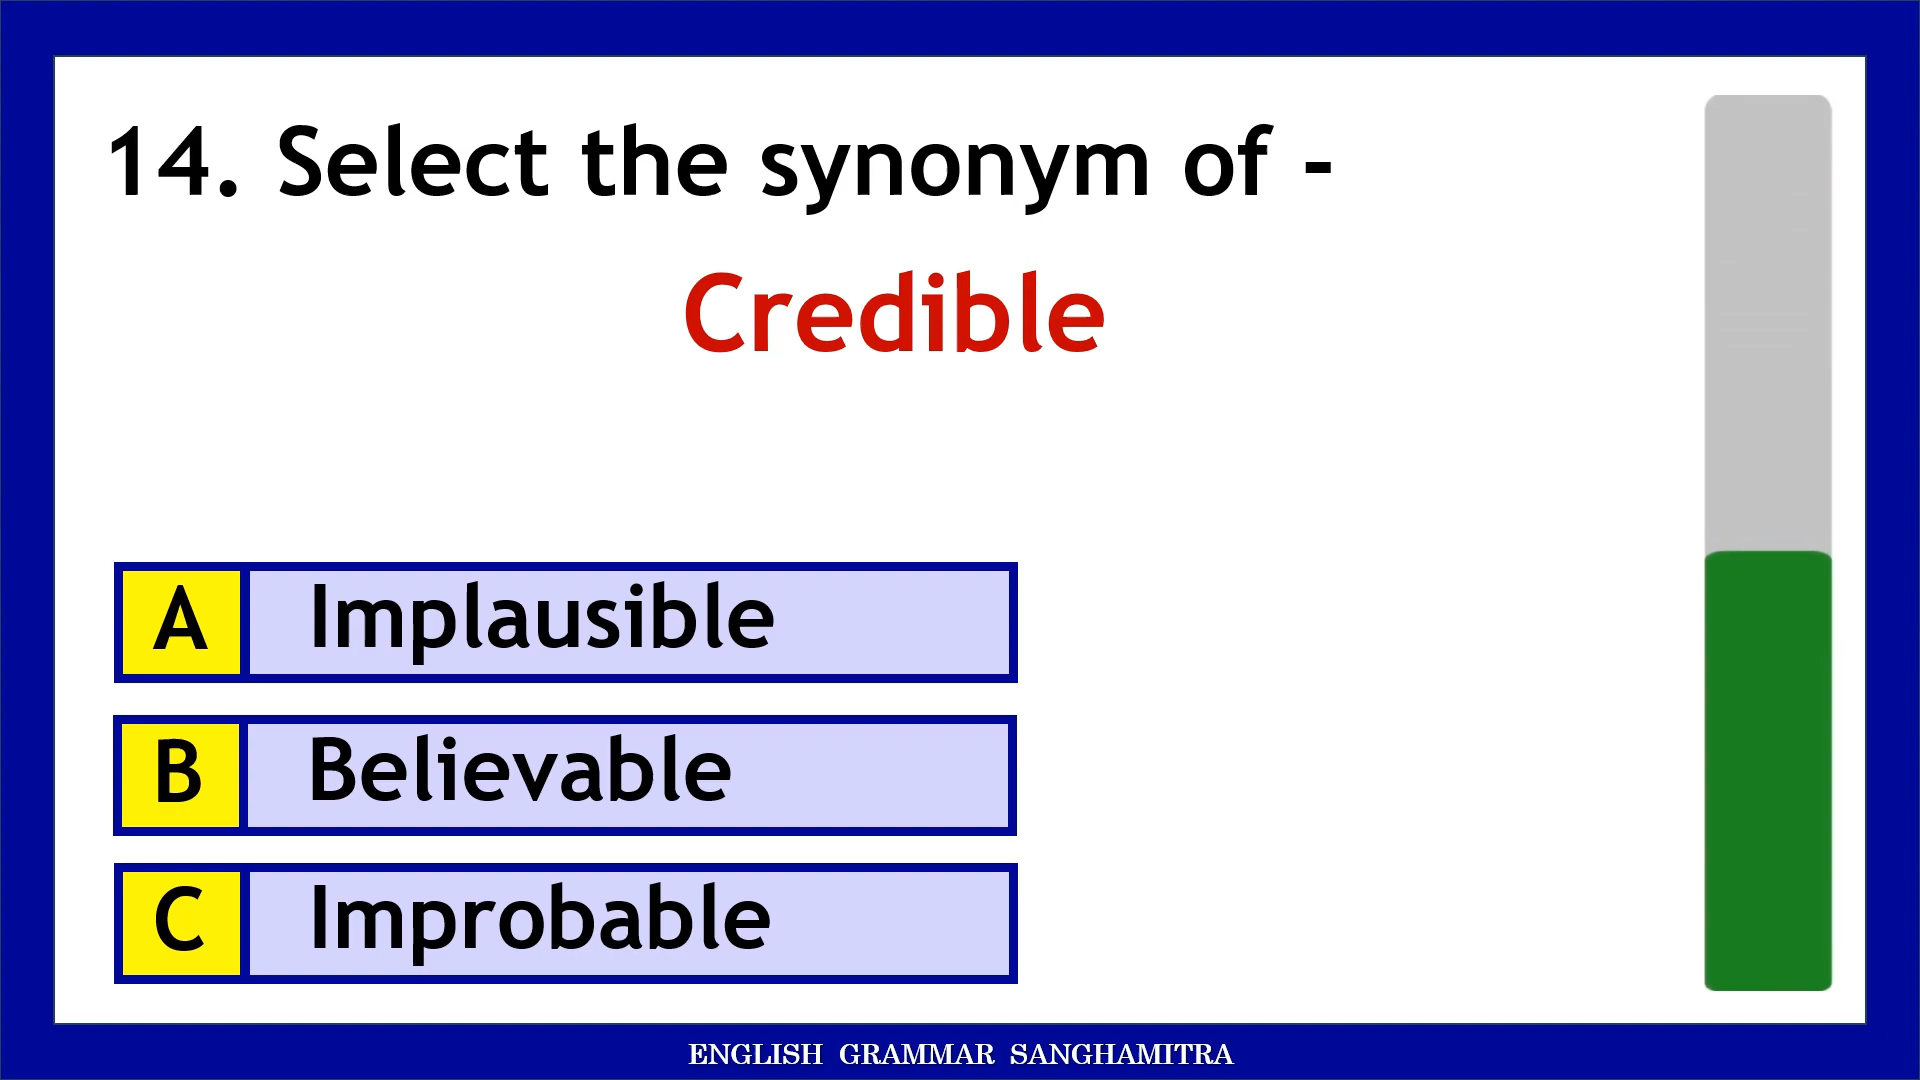 14. Select the synonym of -
Credible
A Implausible
B Believable
C Improbable
ENGLISH GRAMMAR SANGHAMITRA